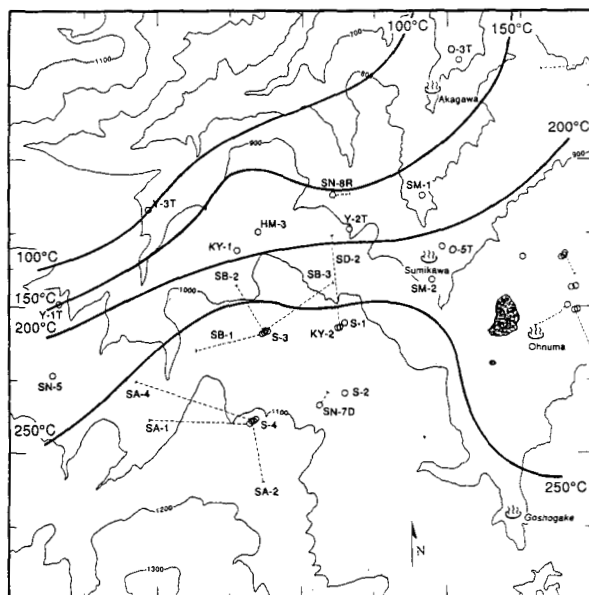 100°C
150°C
700
O-3T
1100
800
Akagawa
200°C
900
900
SN-8R
SM-1
Y-3T
HM-3
Y-2T
KY-1
SD-2
O-5T
100°C
Sumikawa
SB-2
SB-3
SM-2
150°C
1000
Y-1T
200°C
S-1
SB-1
S-3
KY-2
Ohnuma
SN-5
SA-4
S-2
SN-7D
1100
SA-1
S-4
250°C
SA-2
250°C
1200
Goshogake
N
1300